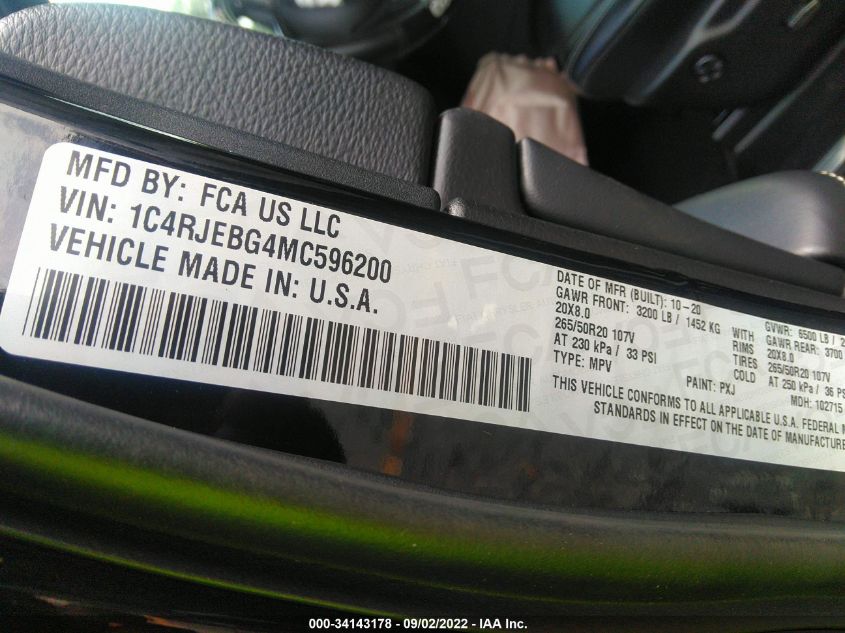 MFD BY: FCA US LLC
VIN: 1C4RJEBG4MC596200
VEHICLE MADE IN: U.S.A.
DATE OF MFR (BUILT): 10-20
GAWR FRONT: 3200 LB / 1452 KG
20X8.0
265/50R20 107V
AT 230 kPa / 33 PSI
TYPE: MPV
WITH
RIMS
TIRES
COLD
GVWR: 6500 LB / 2
GAWR REAR: 3700
20X8.0
265/50R20 107V
AT 250 kPa / 36 PS
PAINT: PXJ
MDH: 102715
THIS VEHICLE CONFORMS TO ALL APPLICABLE U.S.A. FEDERAL M
STANDARDS IN EFFECT ON THE DATE OF MANUFACTURE
000-34143178 - 09/02/2022 - IAA Inc.